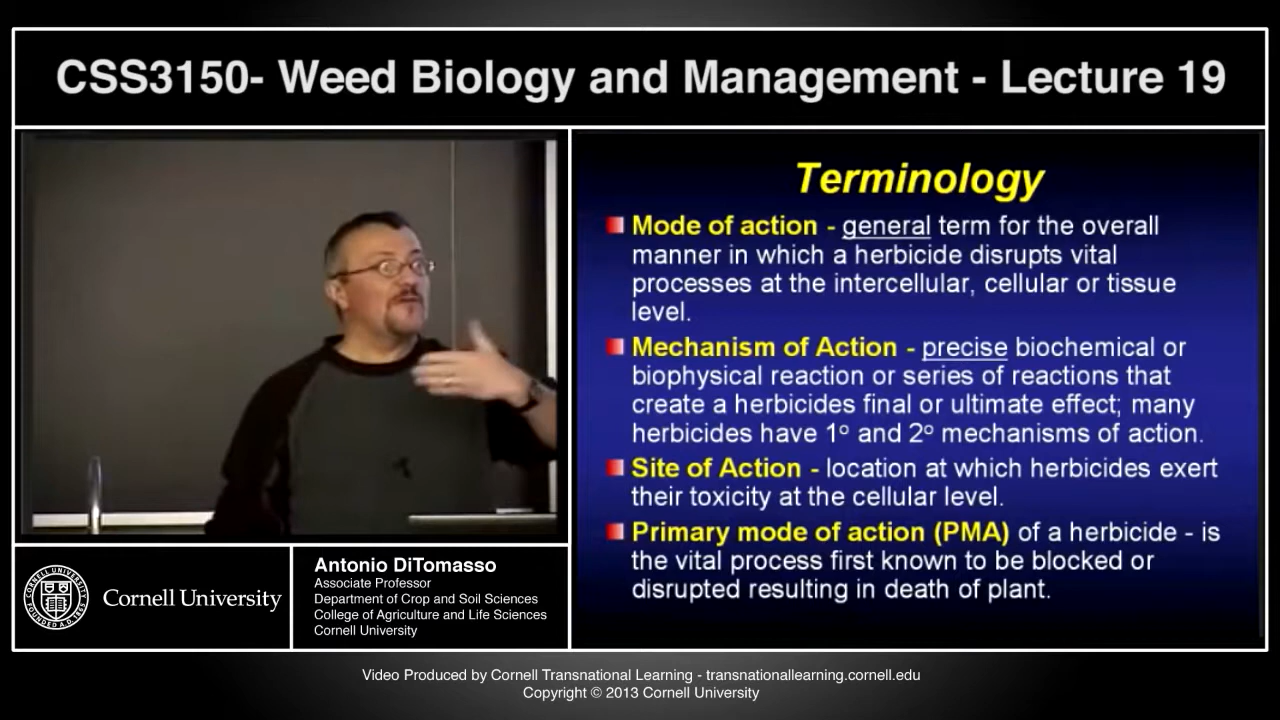 CSS3150- Weed Biology and Management - Lecture 19
Terminology
Mode of action - general term for the overall
manner in which a herbicide disrupts vital
processes at the intercellular, cellular or tissue
level.
Mechanism of Action - precise biochemical or
biophysical reaction or series of reactions that
create a herbicides final or ultimate effect; many
herbicides have 1º and 2º mechanisms of action.
Site of Action - location at which herbicides exert
their toxicity at the cellular level.
Primary mode of action (PMA) of a herbicide - is
the vital process first known to be blocked or
disrupted resulting in death of plant.
Cornell University
Antonio DiTomasso
Associate Professor
Department of Crop and Soil Sciences
College of Agriculture and Life Sciences
Cornell University
Video Produced by Cornell Transnational Learning - transnationallearning.cornell.edu
Copyright © 2013 Cornell University